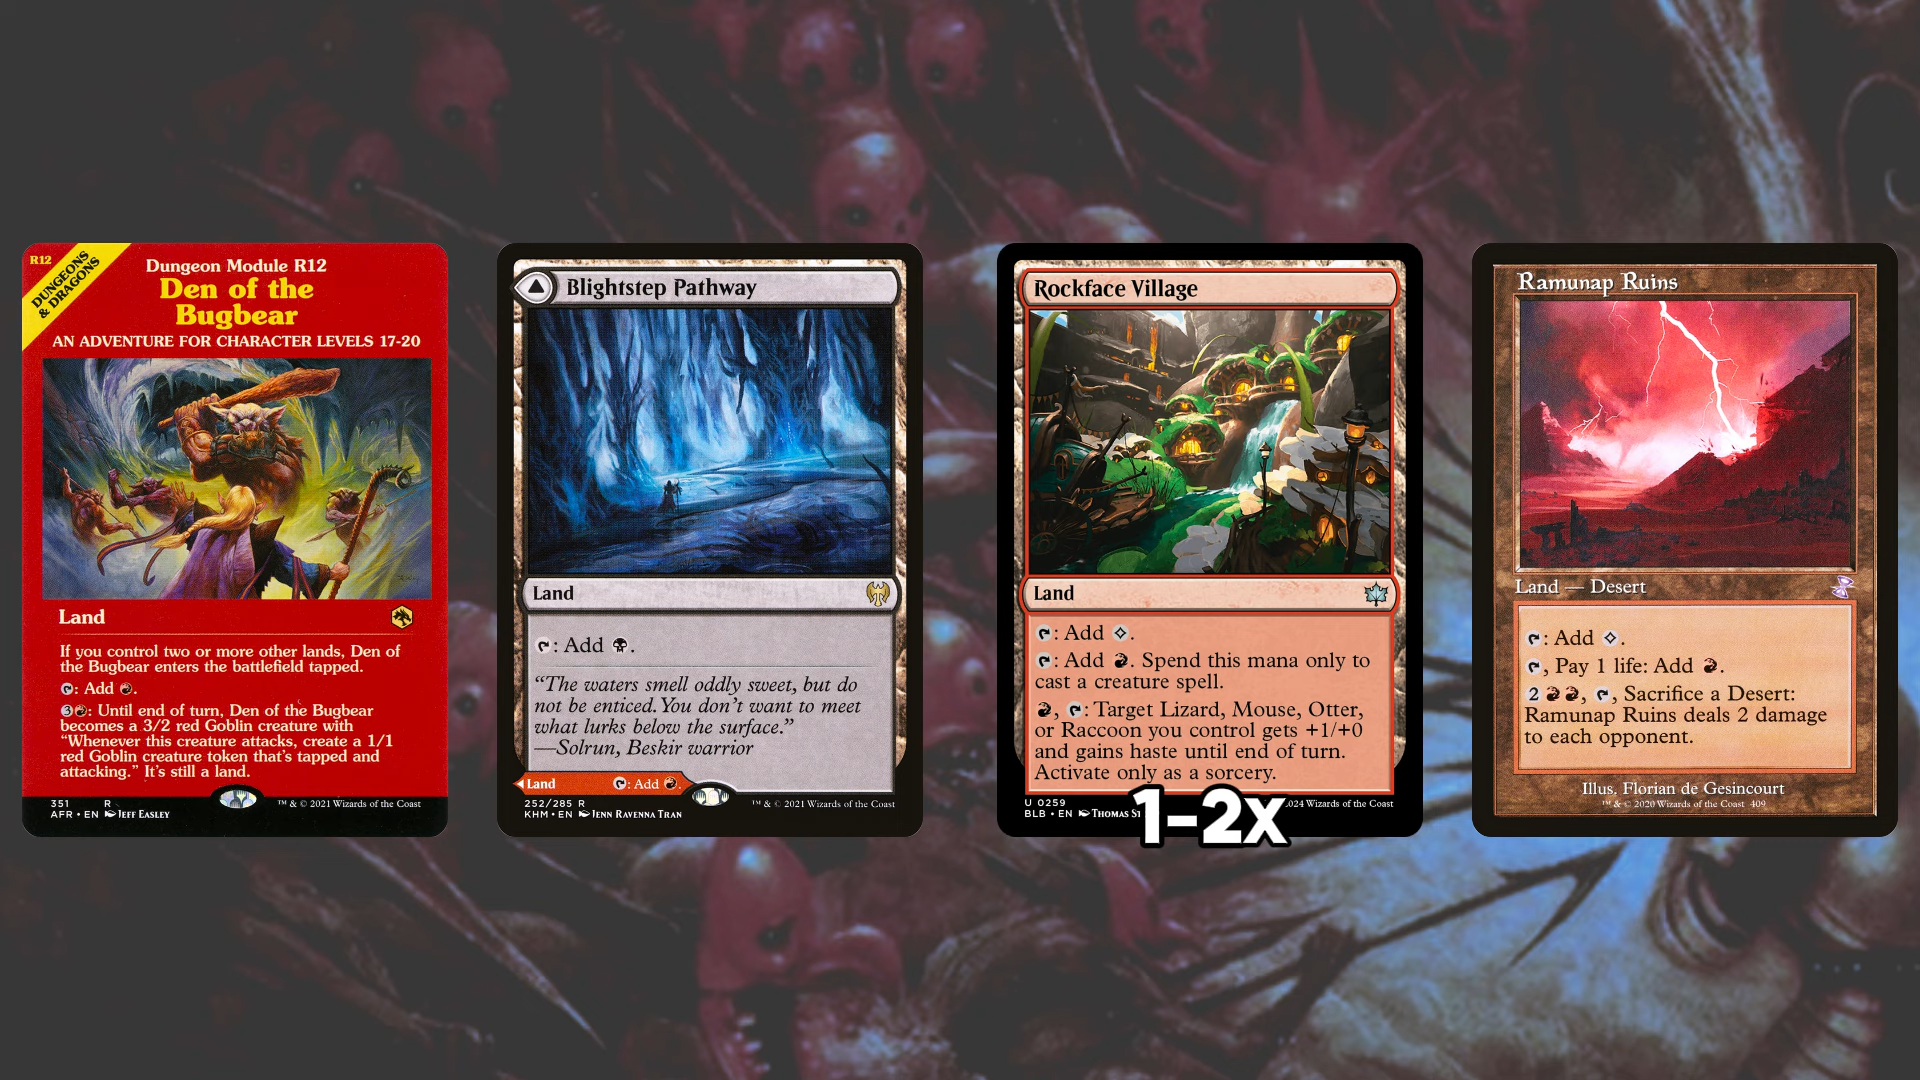 R12
DUNGEONS
& DRAGONS
Dungeon Module R12
Den of the
Bugbear
AN ADVENTURE FOR CHARACTER LEVELS 17-20
Land
If you control two or more other lands, Den of
the Bugbear enters the battlefield tapped.
: Add .
3: Until end of turn, Den of the Bugbear
becomes a 3/2 red Goblin creature with
“Whenever this creature attacks, create a 1/1
red Goblin creature token that's tapped and
attacking.” It's still a land.
351 R
AFR • EN JEFF EASLEY
™ & © 2021 Wizards of the Coast
Blightstep Pathway
Land
: Add .
“The waters smell oddly sweet, but do
not be enticed. You don't want to meet
what lurks below the surface.”
—Solrun, Beskir warrior
Land : Add .
252/285 R
KHM • EN JENN RAVENNA TRAN
™ & © 2021 Wizards of the Coast
Rockface Village
Land
: Add .
: Add . Spend this mana only to
cast a creature spell.
, : Target Lizard, Mouse, Otter,
or Raccoon you control gets +1/+0
and gains haste until end of turn.
Activate only as a sorcery.
U 0259
BLB • EN THOMAS
2024 Wizards of the Coast
1-2x
Ramunap Ruins
Land — Desert
: Add .
, Pay 1 life: Add .
2, , Sacrifice a Desert:
Ramunap Ruins deals 2 damage
to each opponent.
Illus. Florian de Gesincourt
™ & © 2020 Wizards of the Coast 409